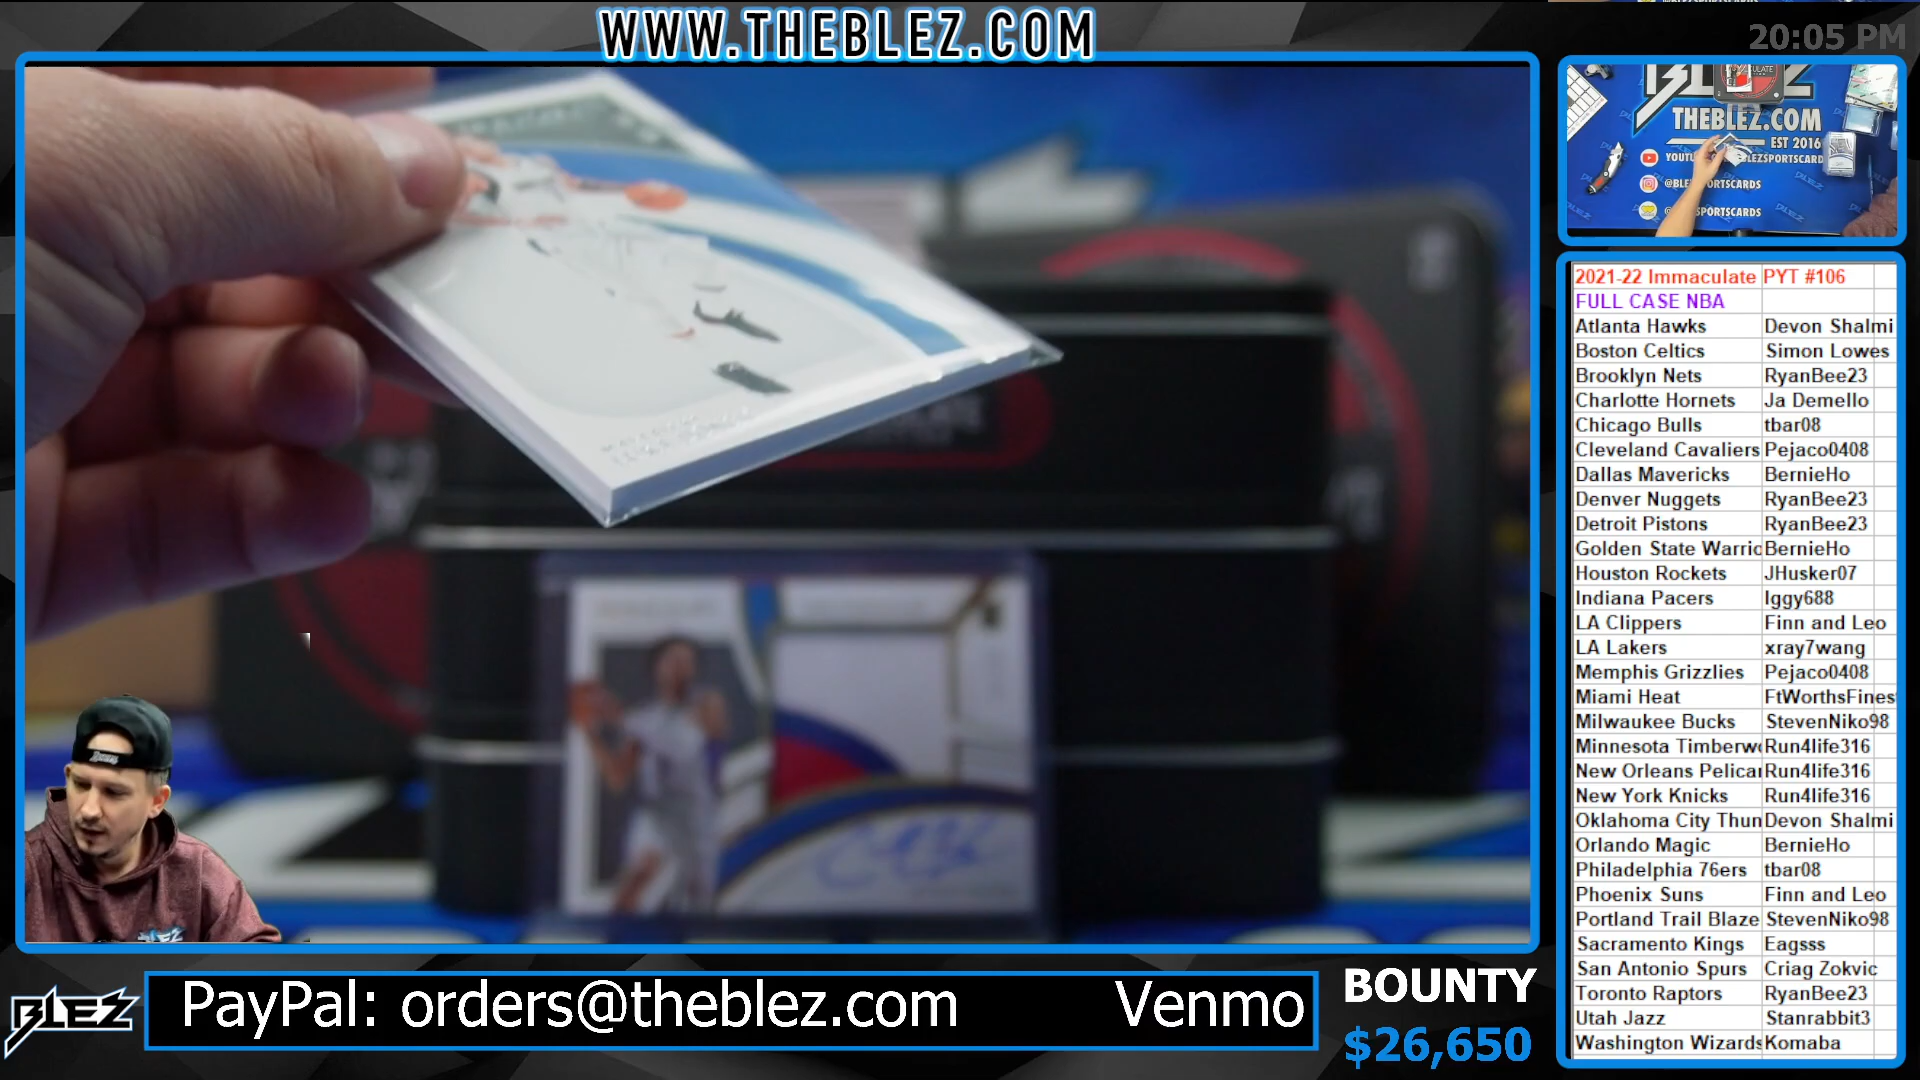 WWW.THEBLEZ.COM
20:05 PM
BLEZ
THEBLEZ.COM
EST 2016
2021-22 Immaculate PYT #106
FULL CASE NBA
Atlanta Hawks Devon Shalmi
Boston Celtics Simon Lowes
Brooklyn Nets RyanBee23
Charlotte Hornets Ja Demello
Chicago Bulls tbar08
Cleveland Cavaliers Pejaco0408
Dallas Mavericks BernieHo
Denver Nuggets RyanBee23
Detroit Pistons RyanBee23
Golden State Warric BernieHo
Houston Rockets JHusker07
Indiana Pacers Iggy688
LA Clippers Finn and Leo
LA Lakers xray7wang
Memphis Grizzlies Pejaco0408
Miami Heat FtWorthsFines
Milwaukee Bucks StevenNiko98
Minnesota Timberw Run4life316
New Orleans Pelica Run4life316
New York Knicks Run4life316
Oklahoma City Thun Devon Shalmi
Orlando Magic BernieHo
Philadelphia 76ers tbar08
Phoenix Suns Finn and Leo
Portland Trail Blaze StevenNiko98
Sacramento Kings Eagsss
San Antonio Spurs Criag Zokvic
Toronto Raptors RyanBee23
Utah Jazz Stanrabbit3
Washington Wizards Komaba
BLEZ
PayPal: orders@theblez.com Venmo
BOUNTY
$26,650